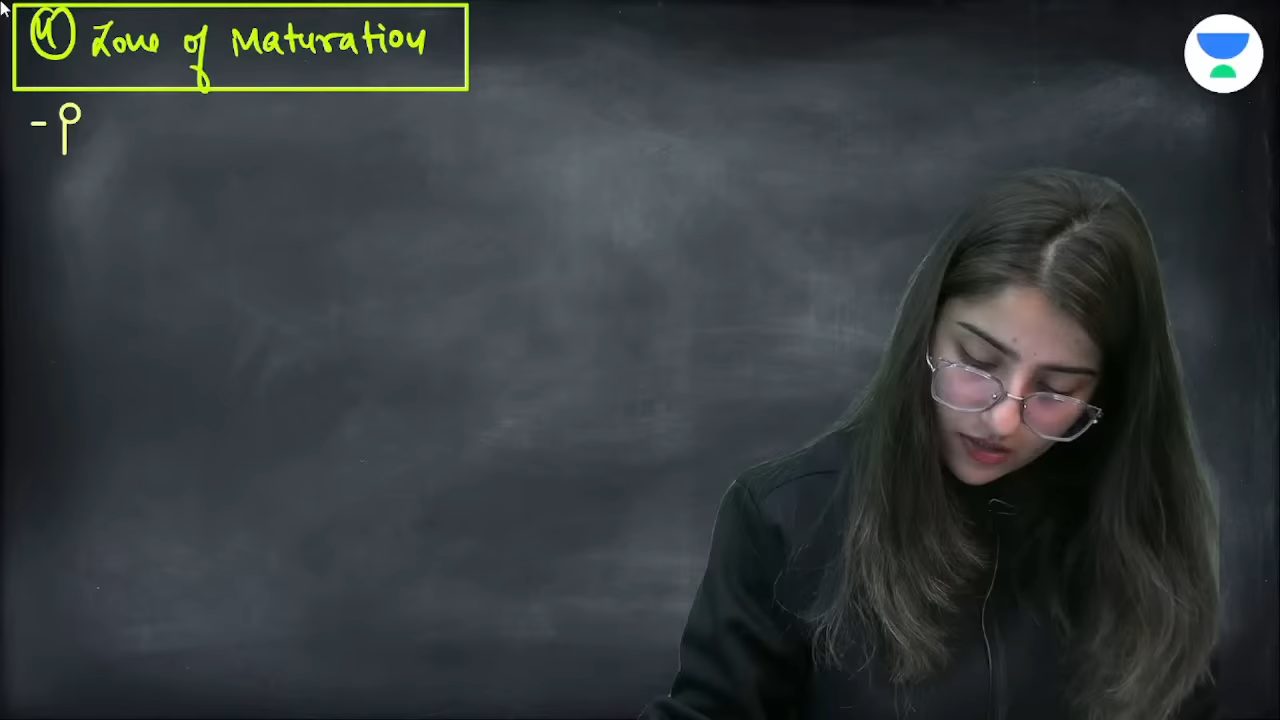 ④ Zone of Maturation
- P